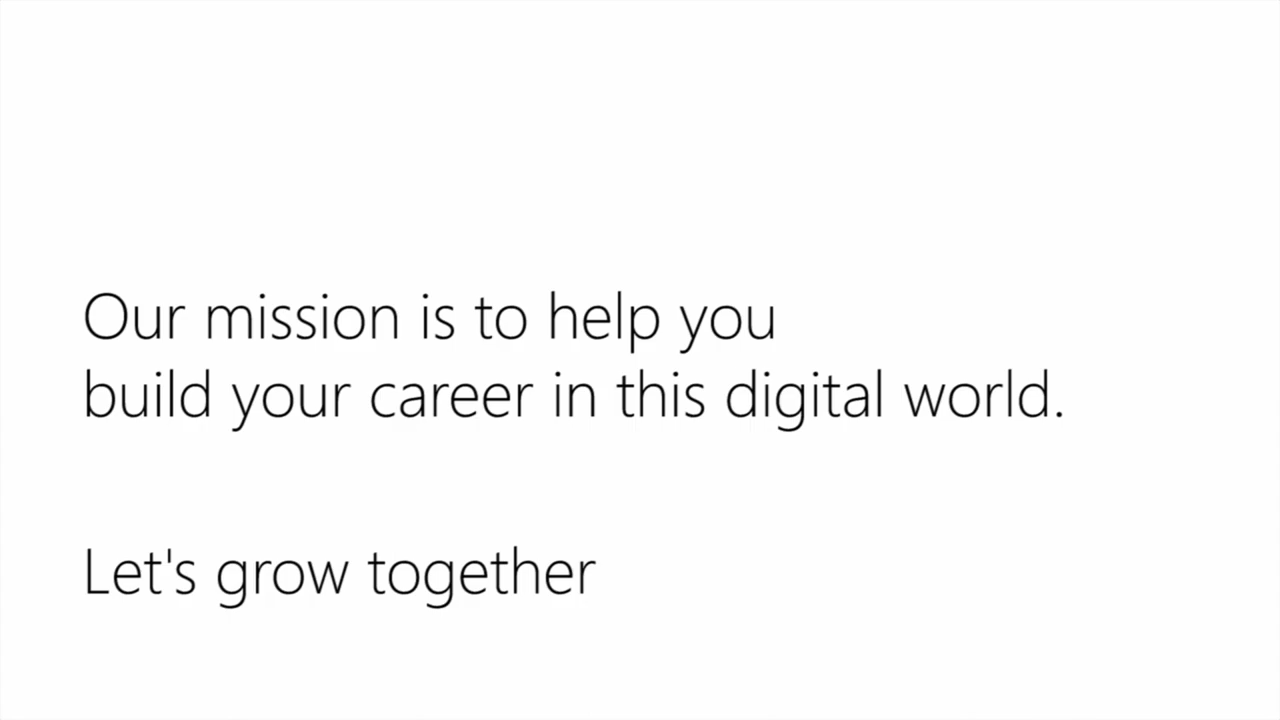 Our mission is to help you
build your career in this digital world.
Let's grow together